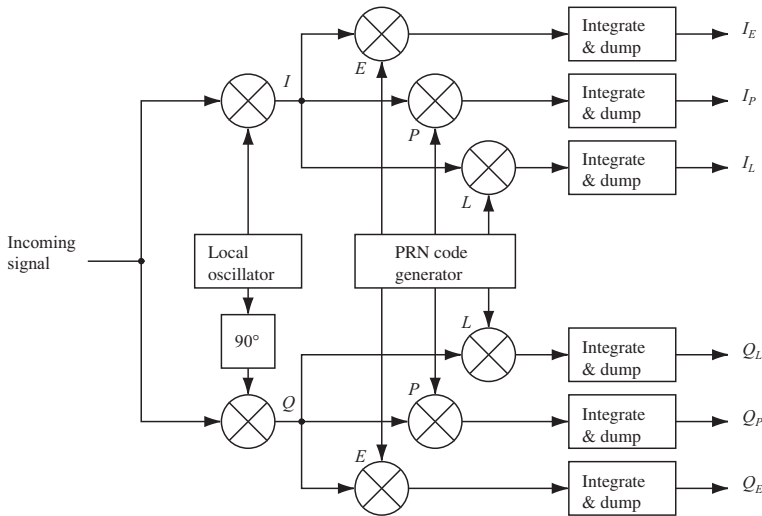 Integrate
& dump
I_E
E
I
Integrate
& dump
I_P
P
Integrate
& dump
I_L
L
Incoming
signal
Local
oscillator
PRN code
generator
90°
L
Integrate
& dump
Q_L
Q
P
Integrate
& dump
Q_P
E
Integrate
& dump
Q_E